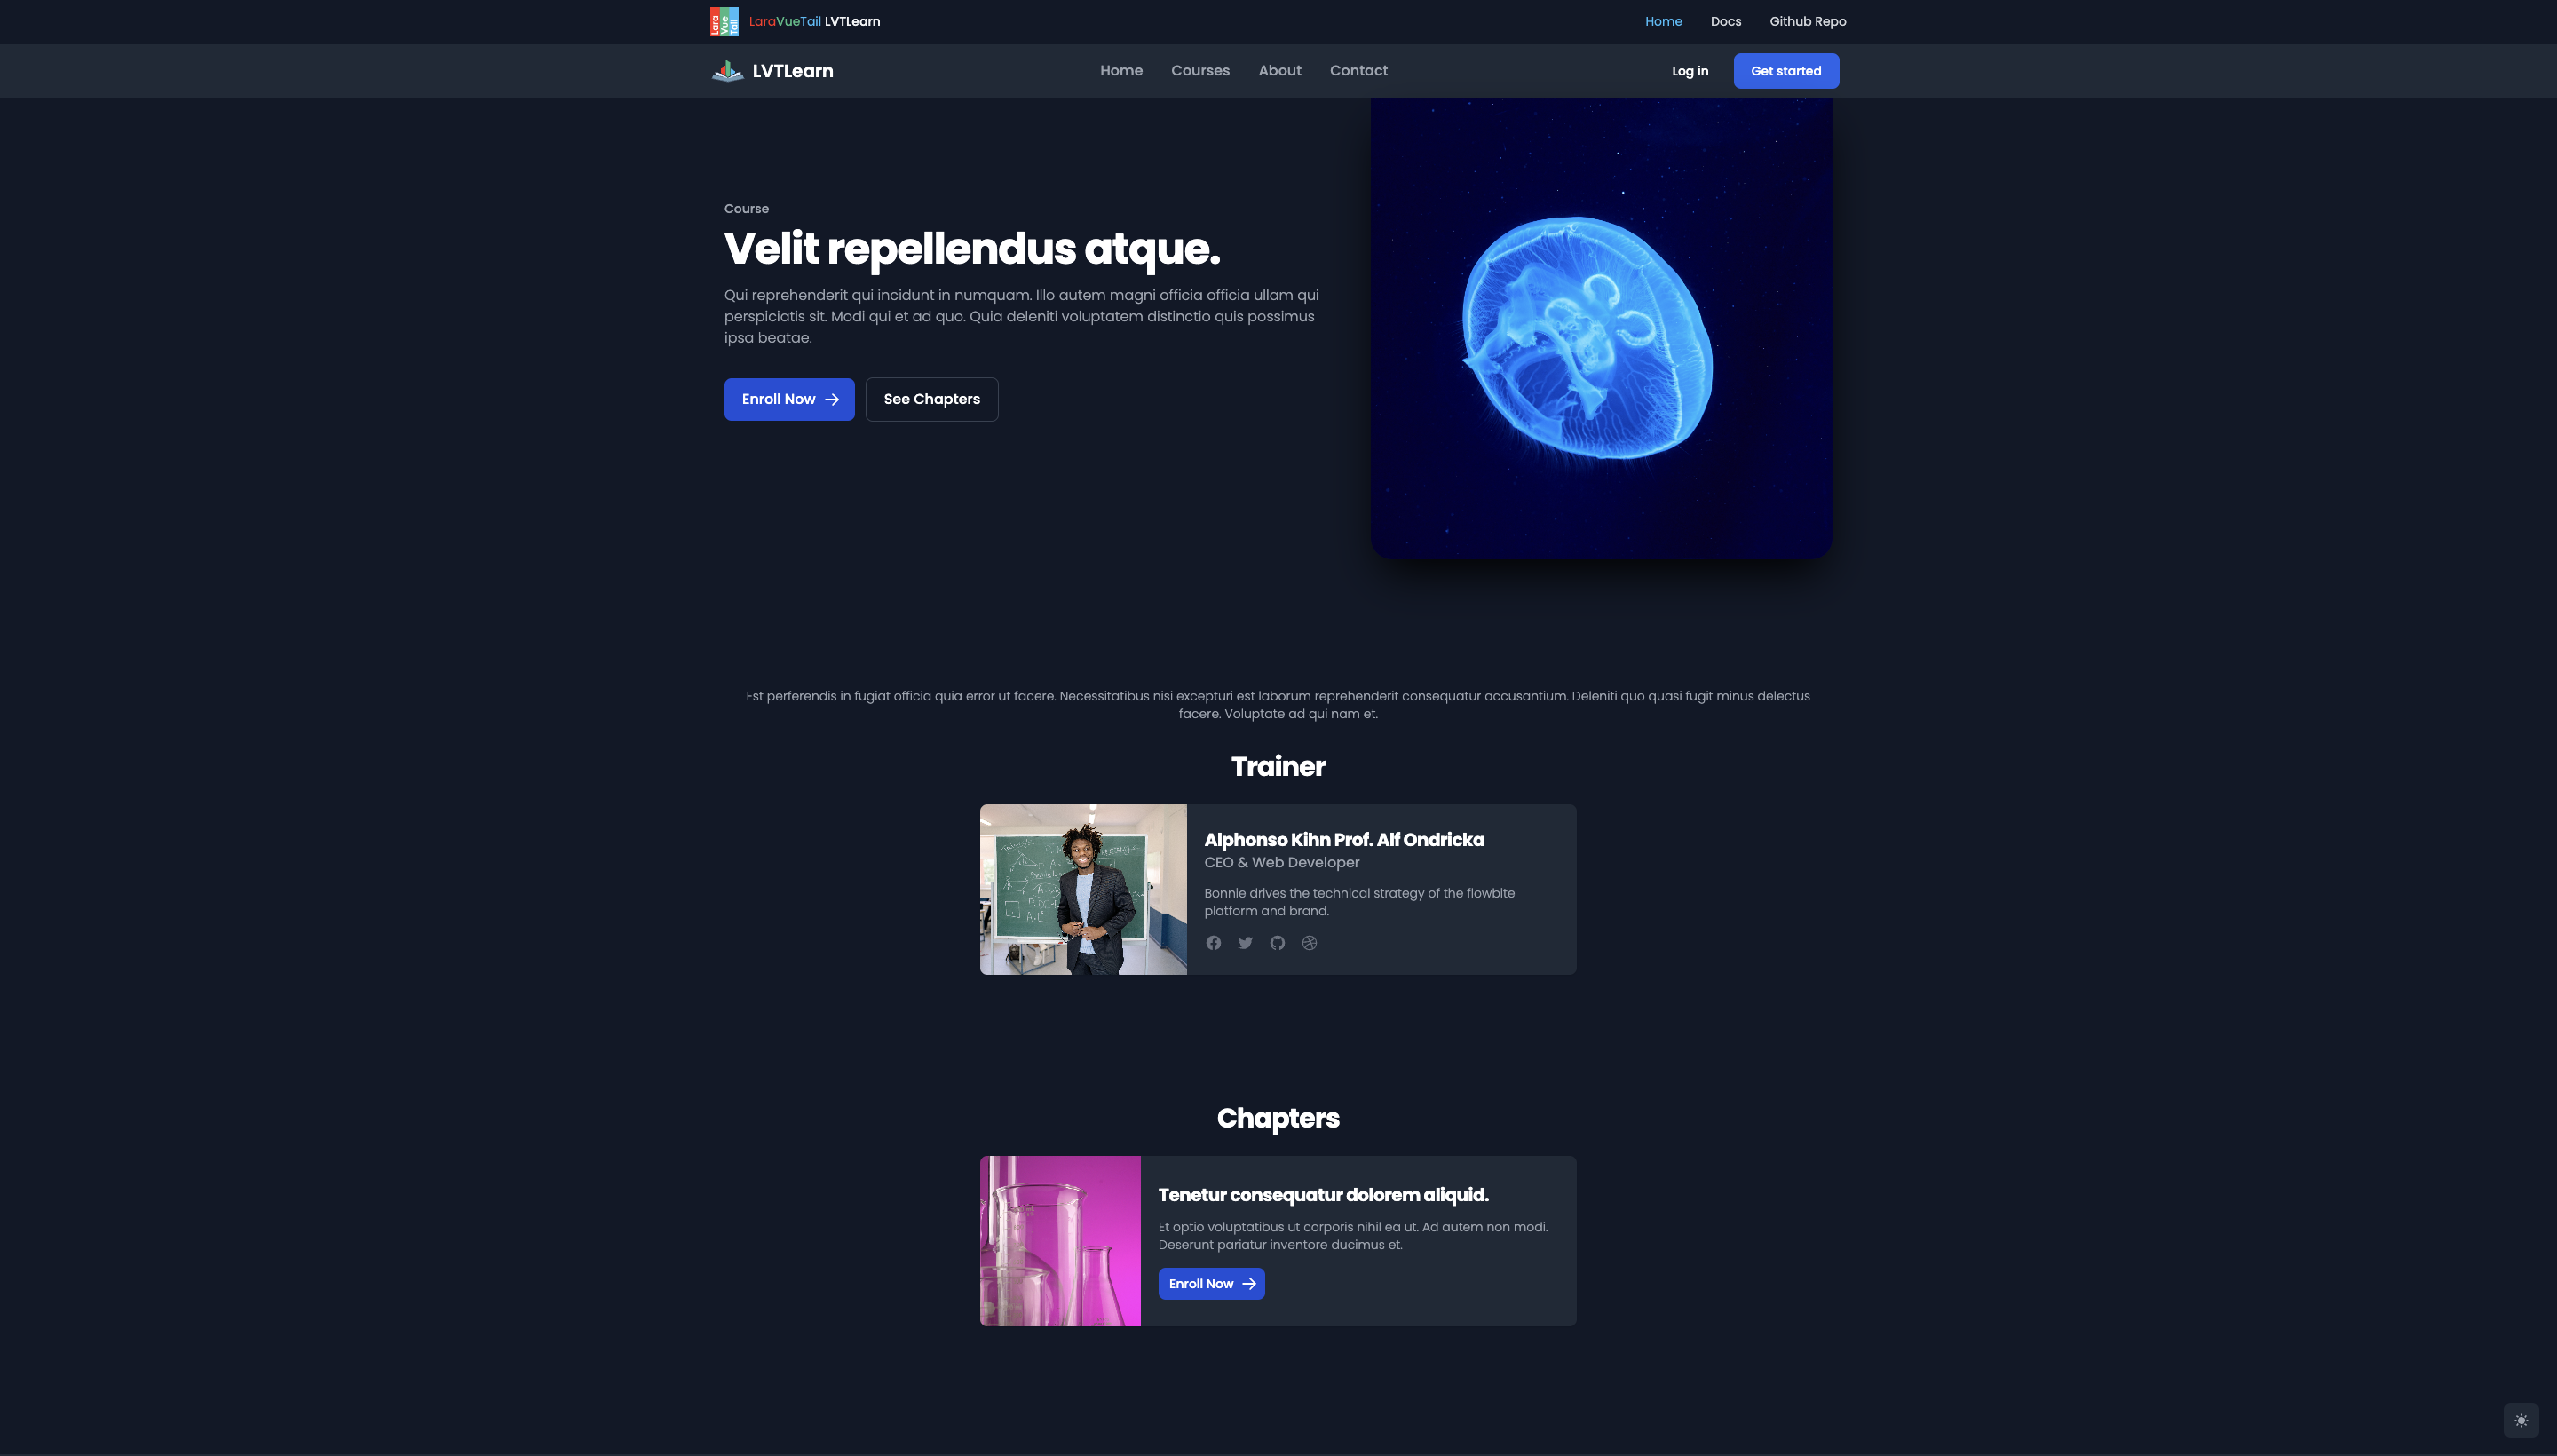 Lara Vue Tail LaraVueTail LVTLearn Home Docs Github Repo
LVTLearn Home Courses About Contact Log in Get started
Course
Velit repellendus atque.
Qui reprehenderit qui incidunt in numquam. Illo autem magni officia officia ullam qui
perspiciatis sit. Modi qui et ad quo. Quia deleniti voluptatem distinctio quis possimus
ipsa beatae.
Enroll Now See Chapters
Est perferendis in fugiat officia quia error ut facere. Necessitatibus nisi excepturi est laborum reprehenderit consequatur accusantium. Deleniti quo quasi fugit minus delectus
facere. Voluptate ad qui nam et.
Trainer
Alphonso Kihn Prof. Alf Ondricka
CEO & Web Developer
Bonnie drives the technical strategy of the flowbite
platform and brand.
Chapters
Tenetur consequatur dolorem aliquid.
Et optio voluptatibus ut corporis nihil ea ut. Ad autem non modi.
Deserunt pariatur inventore ducimus et.
Enroll Now